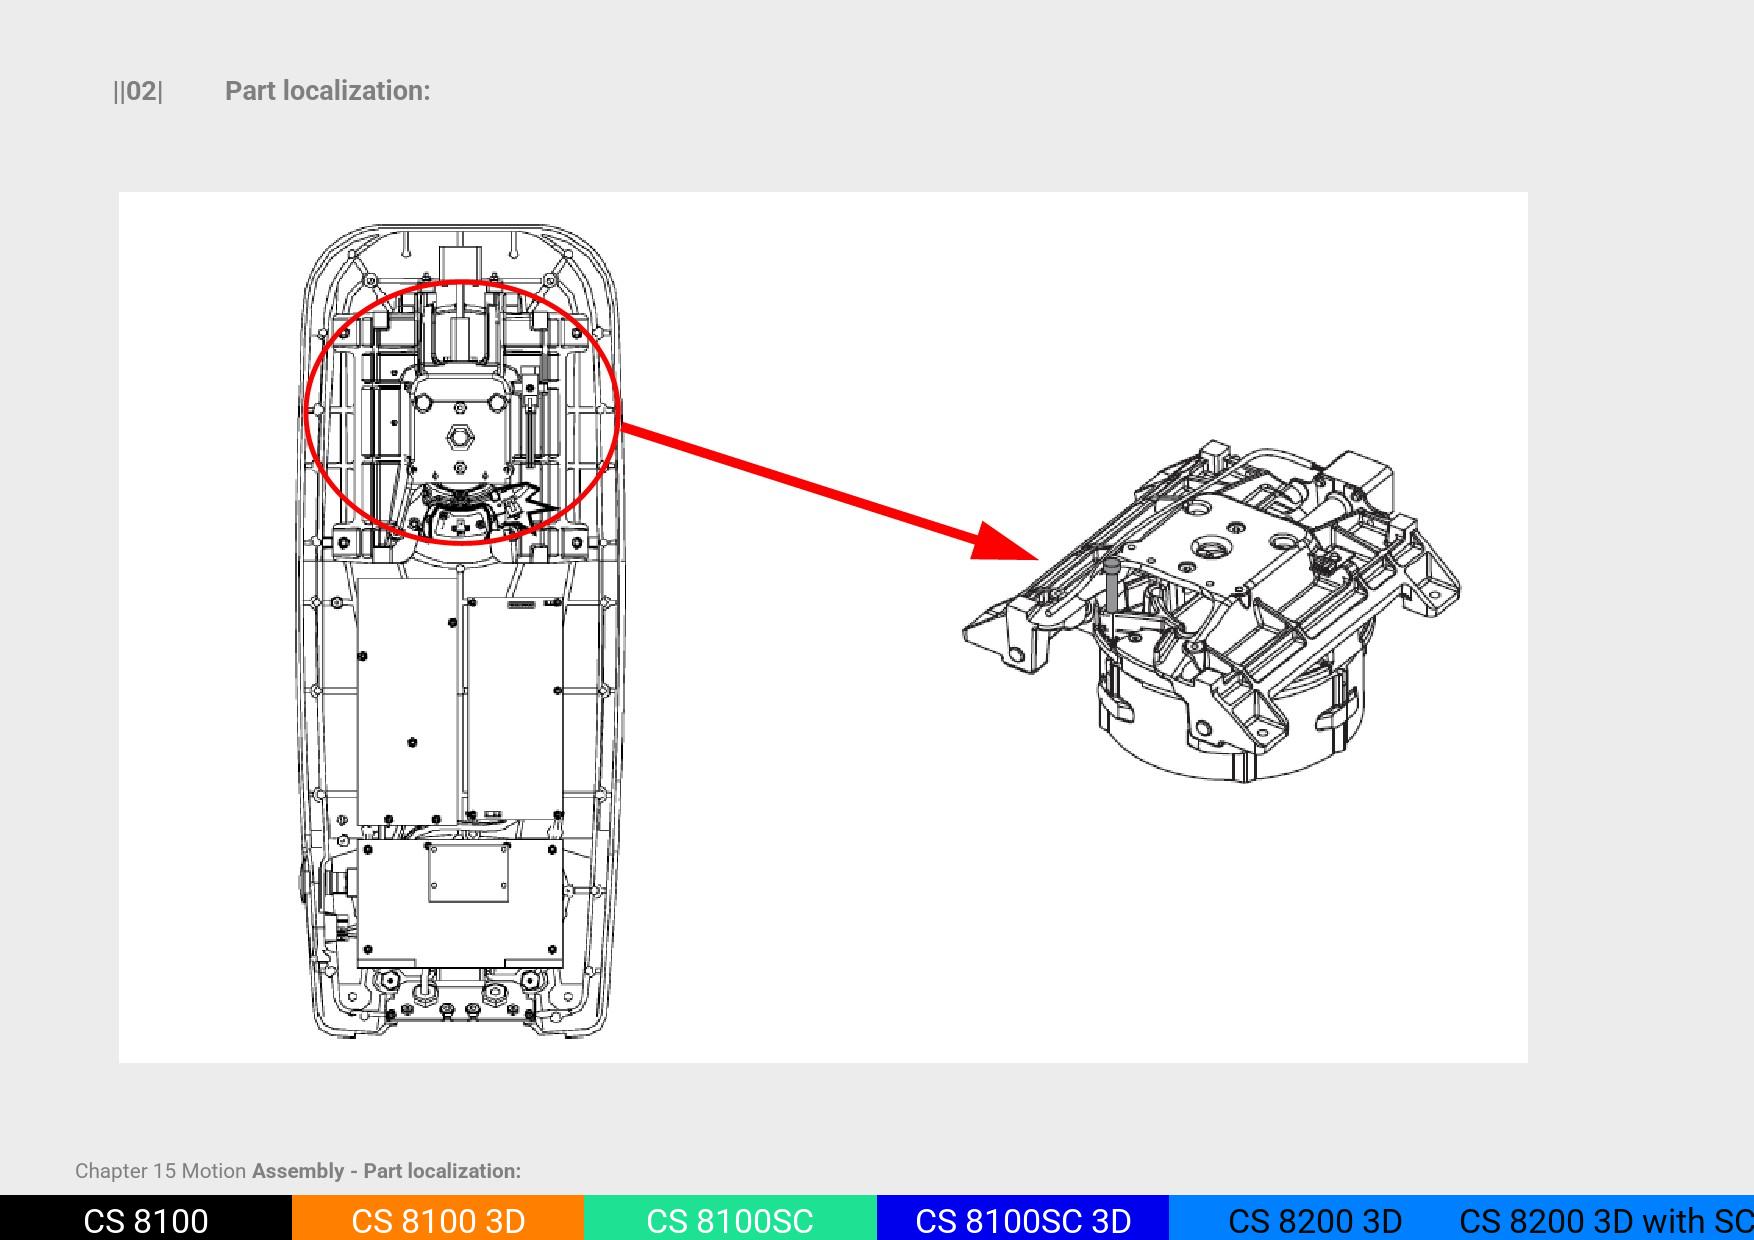 ||02| Part localization:
Chapter 15 Motion Assembly - Part localization:
CS 8100 CS 8100 3D CS 8100SC CS 8100SC 3D CS 8200 3D CS 8200 3D with SC